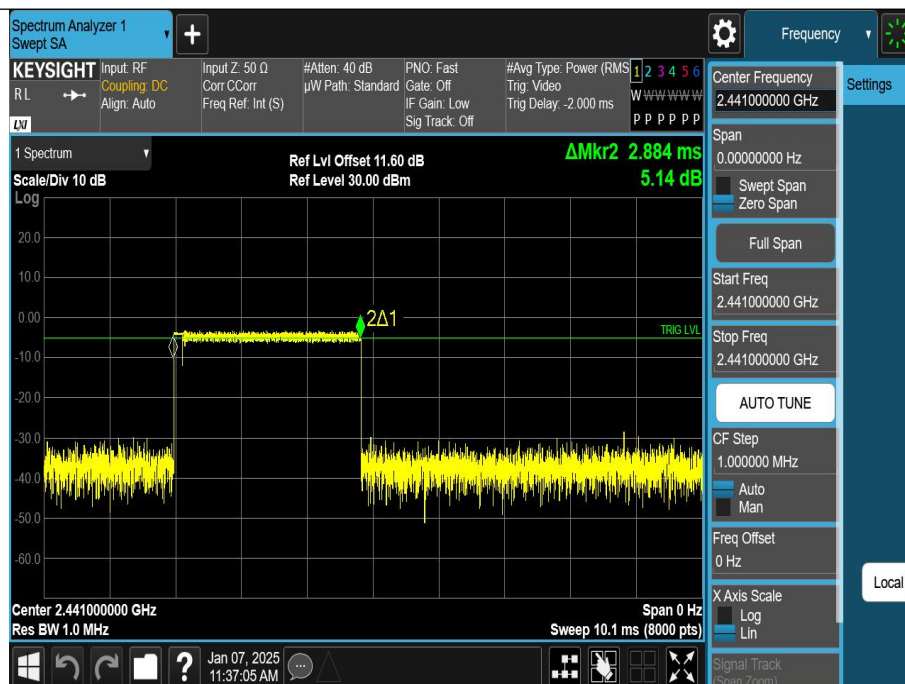 Spectrum Analyzer 1
Swept SA
Frequency
KEYSIGHT
RL
LXI
Input: RF
Coupling: DC
Align: Auto
Input Z: 50 Ω
Corr CCorr
Freq Ref: Int (S)
#Atten: 40 dB
µW Path: Standard
PNO: Fast
Gate: Off
IF Gain: Low
Sig Track: Off
#Avg Type: Power (RMS
Trig: Video
Trig Delay: -2.000 ms
1 2 3 4 5 6
W W W W W W
P P P P P P
Center Frequency
2.441000000 GHz
Settings
Span
0.00000000 Hz
Swept Span
Zero Span
Full Span
Start Freq
2.441000000 GHz
Stop Freq
2.441000000 GHz
AUTO TUNE
CF Step
1.000000 MHz
Auto
Man
Freq Offset
0 Hz
X Axis Scale
Log
Lin
Signal Track
(Span Zoom)
Local
1 Spectrum
Scale/Div 10 dB
Log
Ref Lvl Offset 11.60 dB
Ref Level 30.00 dBm
ΔMkr2 2.884 ms
5.14 dB
20.0
10.0
0.00
-10.0
-20.0
-30.0
-40.0
-50.0
-60.0
2Δ1
TRIG LVL
Center 2.441000000 GHz
Res BW 1.0 MHz
Span 0 Hz
Sweep 10.1 ms (8000 pts)
?
Jan 07, 2025
11:37:05 AM